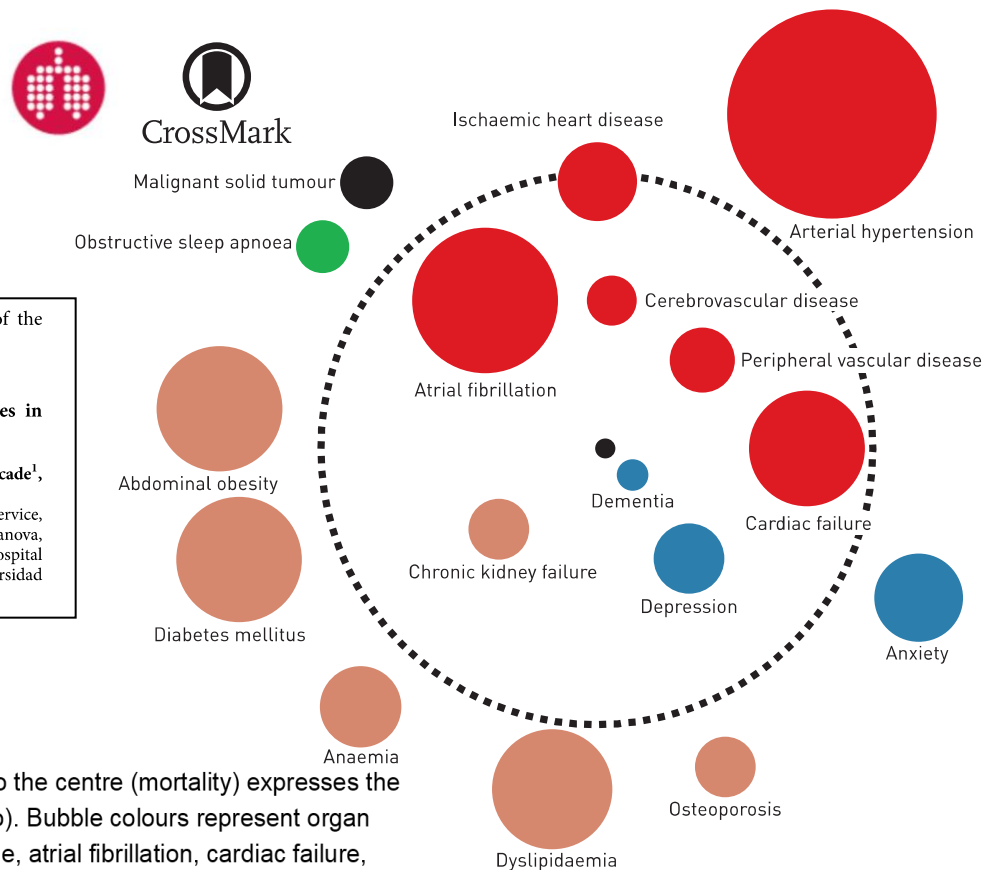 CrossMark
Ischaemic heart disease
Malignant solid tumour
Arterial hypertension
Obstructive sleep apnoea
Cerebrovascular disease
of the
Peripheral vascular disease
Atrial fibrillation
es in
cade¹,
Abdominal obesity
Dementia
ervice,
Cardiac failure
anova,
ospital
Chronic kidney failure
rsidad
Depression
Diabetes mellitus
Anxiety
Anaemia
o the centre (mortality) expresses the
Osteoporosis
o). Bubble colours represent organ
e, atrial fibrillation, cardiac failure,
Dyslipidaemia